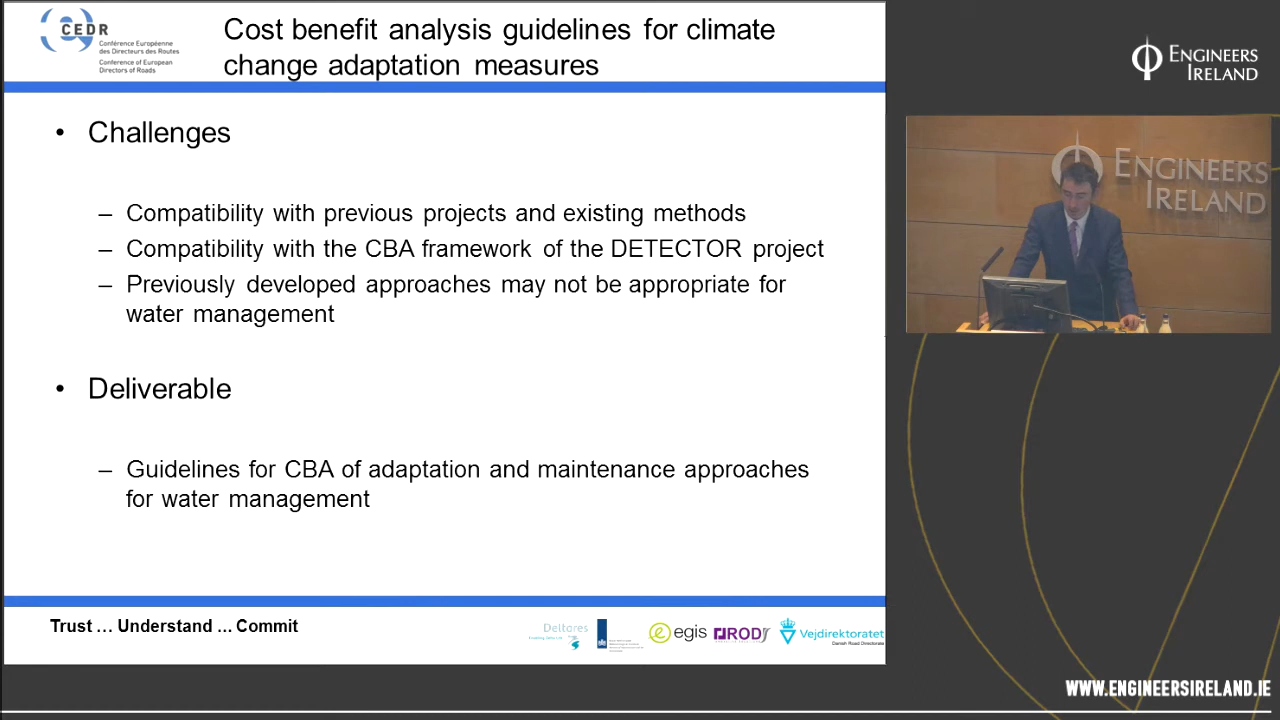 CEDR
Conférence Européenne
des Directeurs des Routes
Conference of European
Directors of Roads
Cost benefit analysis guidelines for climate
change adaptation measures
• Challenges
– Compatibility with previous projects and existing methods
– Compatibility with the CBA framework of the DETECTOR project
– Previously developed approaches may not be appropriate for
water management
• Deliverable
– Guidelines for CBA of adaptation and maintenance approaches
for water management
Trust … Understand … Commit
Deltares
egis
ROD
Vejdirektoratet
Danish Road Directorate
ENGINEERS
IRELAND
ENGINEERS
IRELAND
WWW.ENGINEERSIRELAND.IE